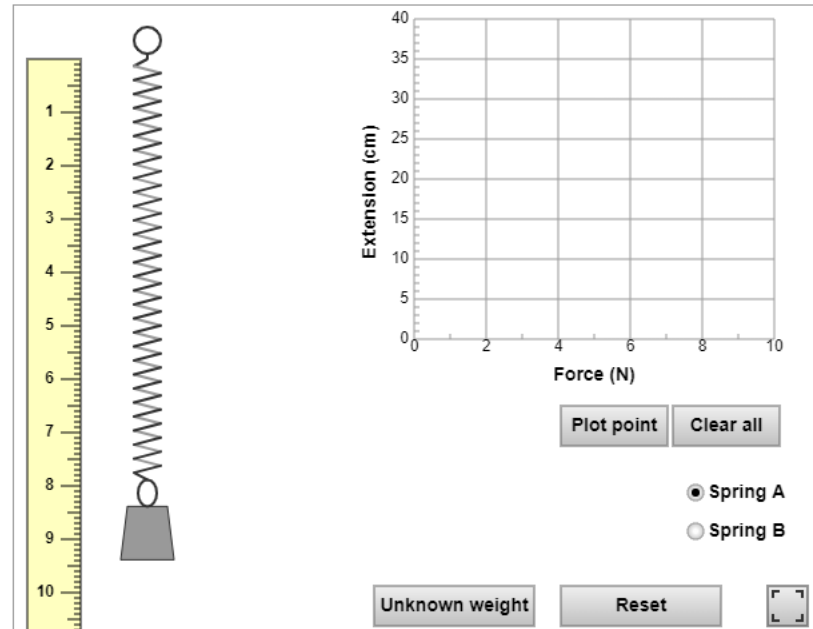 1
2
3
4
5
6
7
8
9
10
Extension (cm)
40
35
30
25
20
15
10
5
0
0 2 4 6 8 10
Force (N)
Plot point Clear all
Spring A
Spring B
Unknown weight Reset